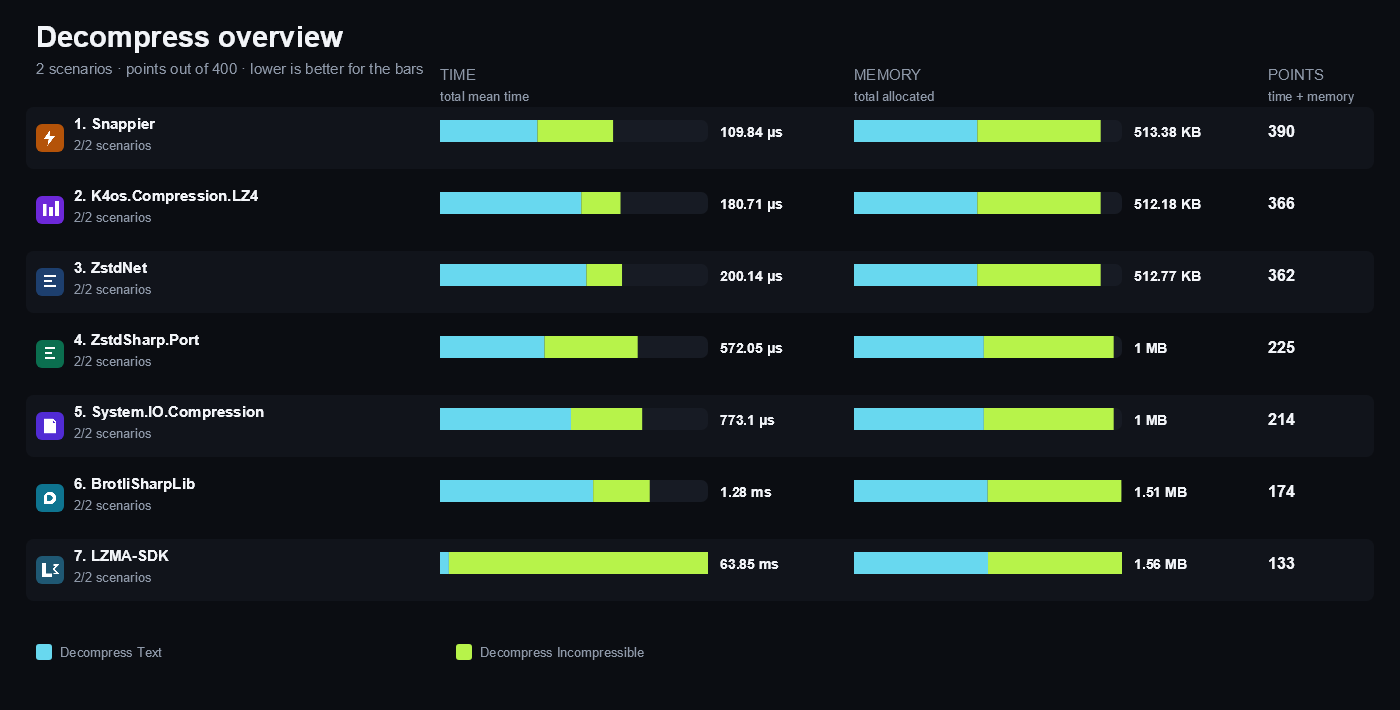 Decompress overview
2 scenarios · points out of 400 · lower is better for the bars
TIME
total mean time
MEMORY
total allocated
POINTS
time + memory
1. Snappier
2/2 scenarios
109.84 µs
513.38 KB
390
2. K4os.Compression.LZ4
2/2 scenarios
180.71 µs
512.18 KB
366
3. ZstdNet
2/2 scenarios
200.14 µs
512.77 KB
362
4. ZstdSharp.Port
2/2 scenarios
572.05 µs
1 MB
225
5. System.IO.Compression
2/2 scenarios
773.1 µs
1 MB
214
6. BrotliSharpLib
2/2 scenarios
1.28 ms
1.51 MB
174
7. LZMA-SDK
2/2 scenarios
63.85 ms
1.56 MB
133
Decompress Text
Decompress Incompressible